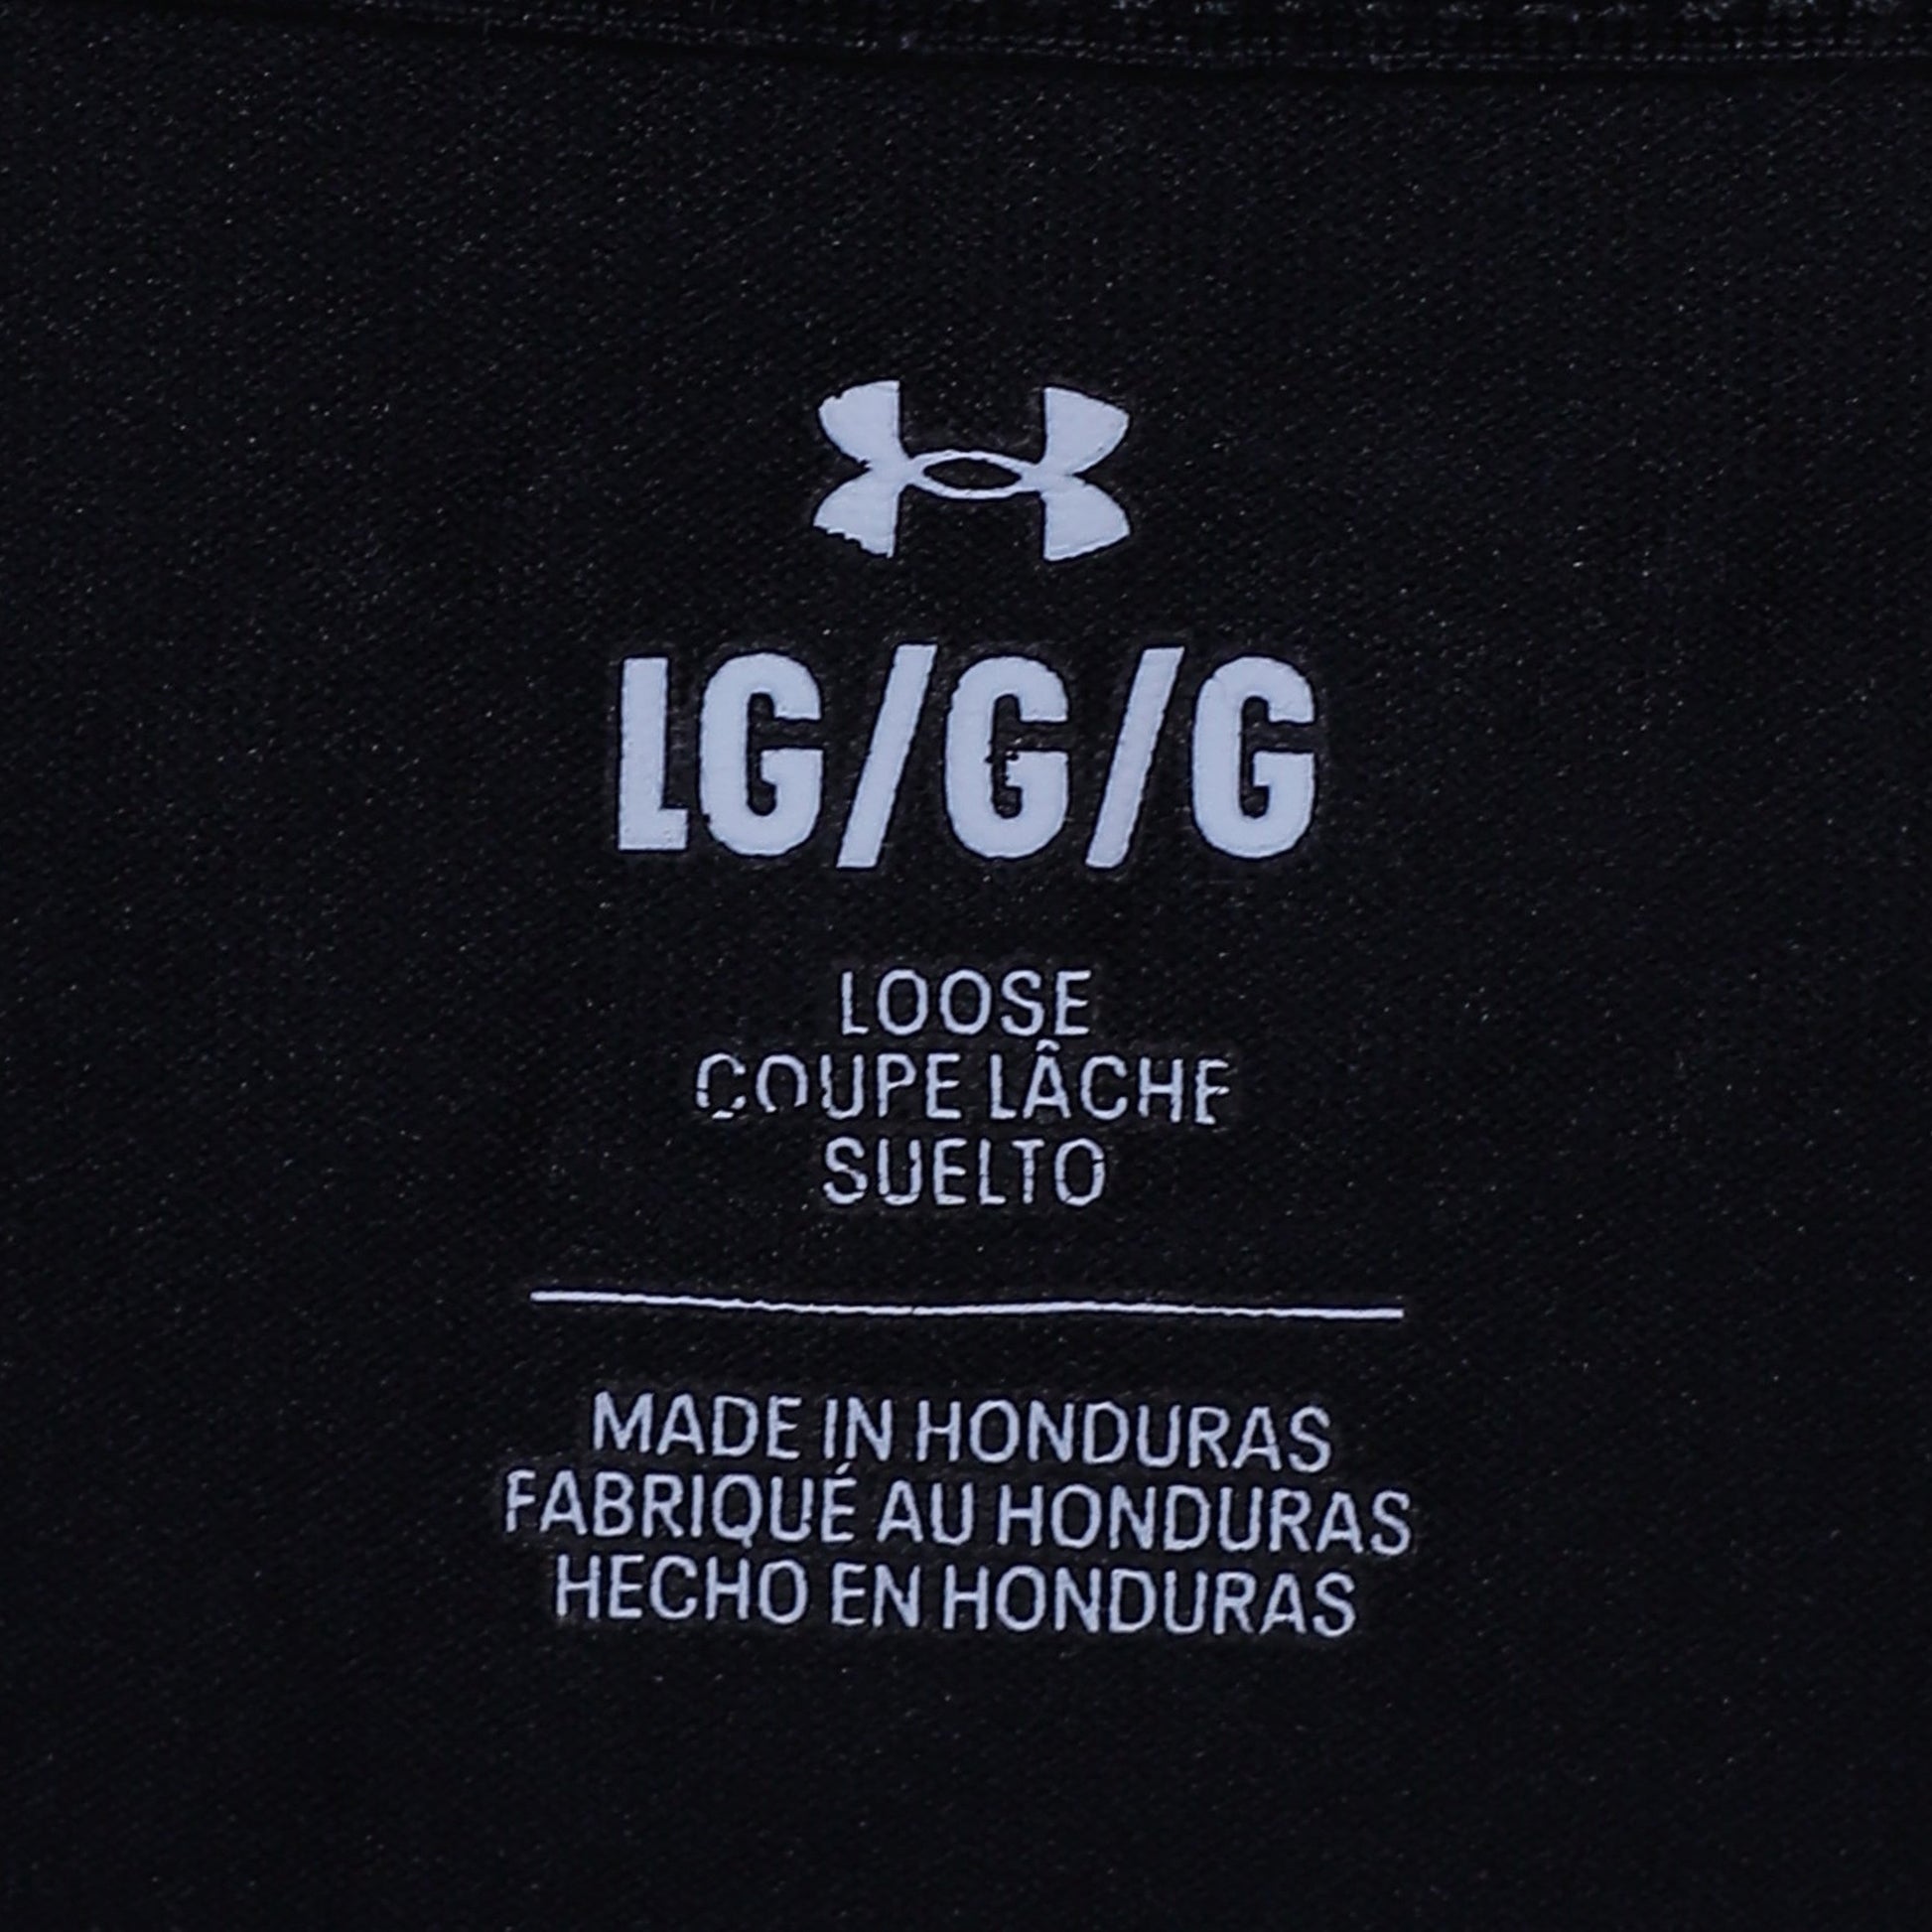 LG/G/G
LOOSE
COUPE LÂCHE
SUELTO
MADE IN HONDURAS
FABRIQUÉ AU HONDURAS
HECHO EN HONDURAS